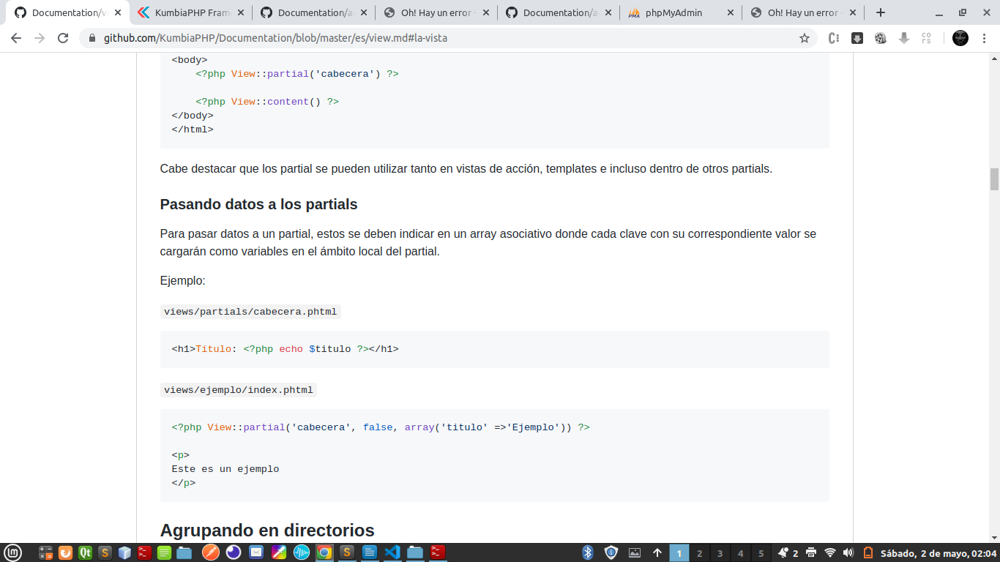 Documentation/vi
KumbiaPHP Fram
Documentation/a
Oh! Hay un error
Documentation/a
phpMyAdmin
Oh! Hay un error
github.com/KumbiaPHP/Documentation/blob/master/es/view.md#la-vista
<body>
<?php View::partial('cabecera') ?>
<?php View::content() ?>
</body>
</html>
Cabe destacar que los partial se pueden utilizar tanto en vistas de acción, templates e incluso dentro de otros partials.
Pasando datos a los partials
Para pasar datos a un partial, estos se deben indicar en un array asociativo donde cada clave con su correspondiente valor se
cargarán como variables en el ámbito local del partial.
Ejemplo:
views/partials/cabecera.phtml
<h1>Título: <?php echo $titulo ?></h1>
views/ejemplo/index.phtml
<?php View::partial('cabecera', false, array('titulo' =>'Ejemplo')) ?>
<p>
Este es un ejemplo
</p>
Agrupando en directorios
1 2 3 4 5 2 Sábado, 2 de mayo, 02:04